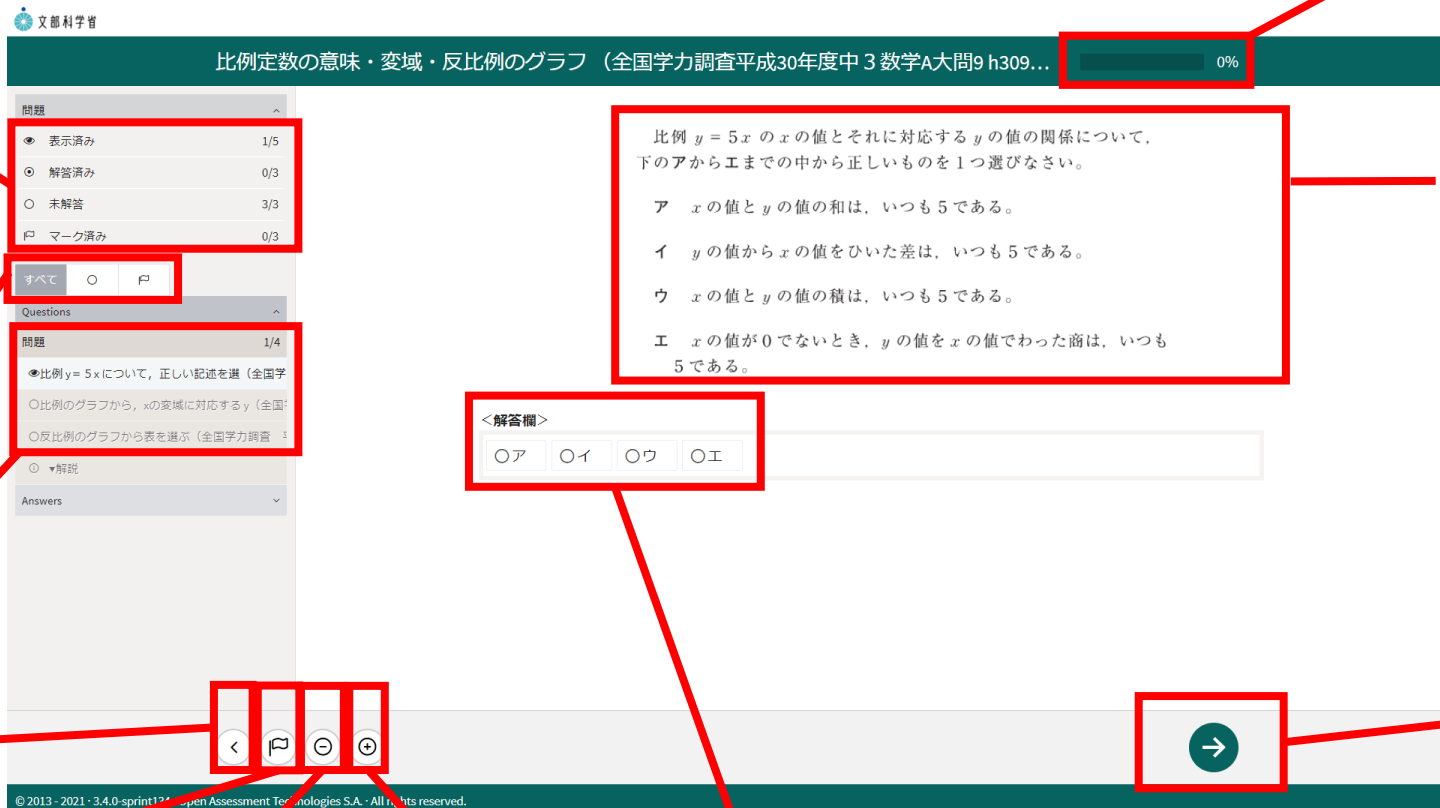 文部科学省
比例定数の意味・変域・反比例のグラフ （全国学力調査平成30年度中３数学A大問9 h309…
0%
問題
表示済み 1/5
解答済み 0/3
未解答 3/3
マーク済み 0/3
すべて
Questions
問題 1/4
比例 y= 5 x について，正しい記述を選（全国学
比例のグラフから，xの変域に対応する y（全国
反比例のグラフから表を選ぶ（全国学力調査
▾解説
Answers
比例 y = 5x の x の値とそれに対応する y の値の関係について，
下のアからエまでの中から正しいものを１つ選びなさい。
ア x の値と y の値の和は，いつも５である。
イ y の値から x の値をひいた差は，いつも５である。
ウ x の値と y の値の積は，いつも５である。
エ x の値が０でないとき，y の値を x の値でわった商は，いつも
５である。
＜解答欄＞
ア イ ウ エ
© 2013 - 2021 · 3.4.0-sprint134 Open Assessment Technologies S.A. · All rights reserved.